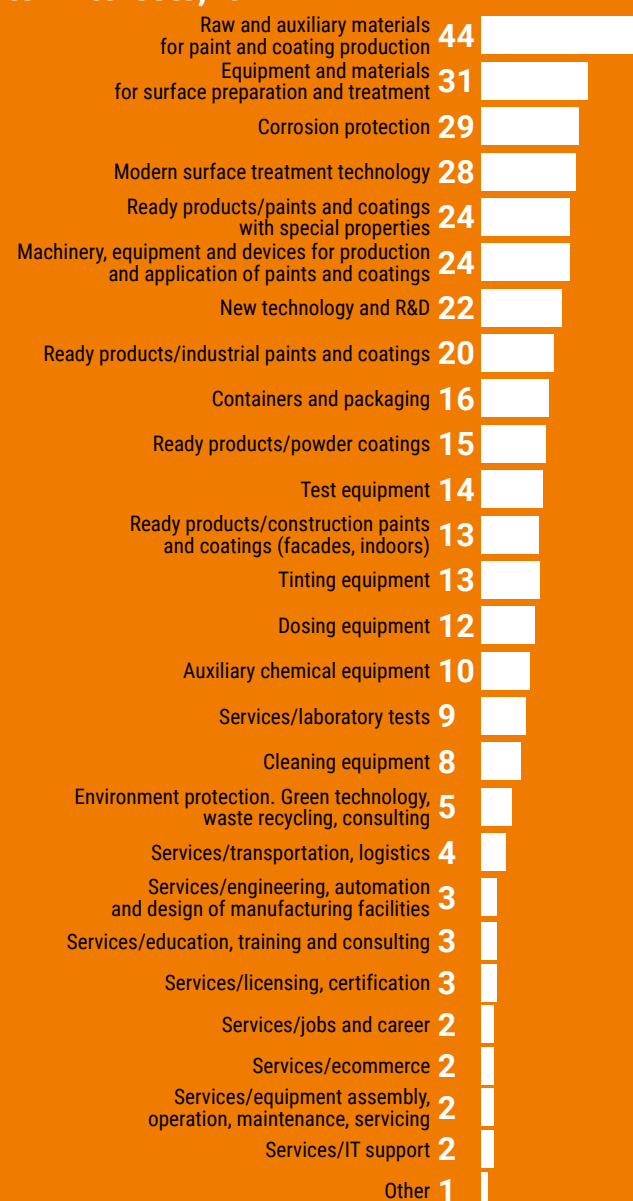 Raw and auxiliary materials
for paint and coating production 44
Equipment and materials
for surface preparation and treatment 31
Corrosion protection 29
Modern surface treatment technology 28
Ready products/paints and coatings
with special properties 24
Machinery, equipment and devices for production
and application of paints and coatings 24
New technology and R&D 22
Ready products/industrial paints and coatings 20
Containers and packaging 16
Ready products/powder coatings 15
Test equipment 14
Ready products/construction paints
and coatings (facades, indoors) 13
Tinting equipment 13
Dosing equipment 12
Auxiliary chemical equipment 10
Services/laboratory tests 9
Cleaning equipment 8
Environment protection. Green technology,
waste recycling, consulting 5
Services/transportation, logistics 4
Services/engineering, automation
and design of manufacturing facilities 3
Services/education, training and consulting 3
Services/licensing, certification 3
Services/jobs and career 2
Services/ecommerce 2
Services/equipment assembly,
operation, maintenance, servicing 2
Services/IT support 2
Other 1